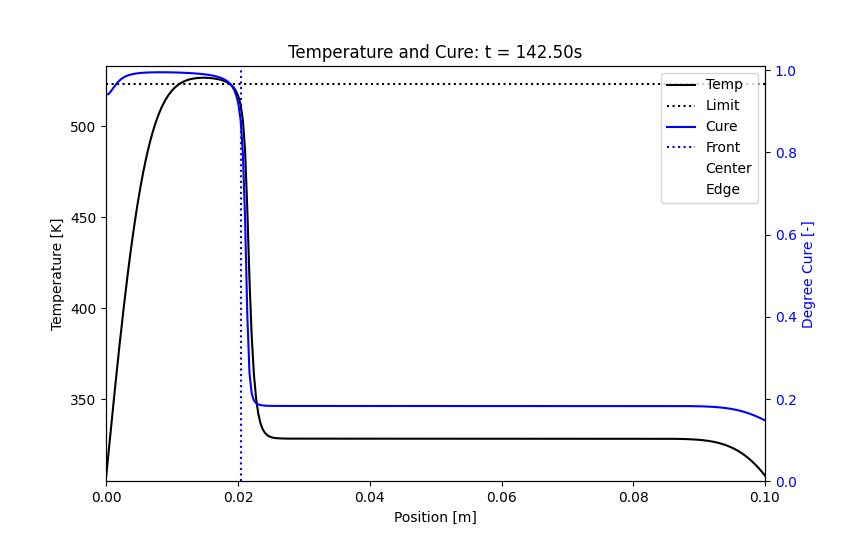 Temperature and Cure: t = 142.50s
Temp
Limit
Cure
Front
Center
Edge
Temperature [K]
500
450
400
350
Degree Cure [-]
1.0
0.8
0.6
0.4
0.2
0.0
0.00 0.02 0.04 0.06 0.08 0.10
Position [m]